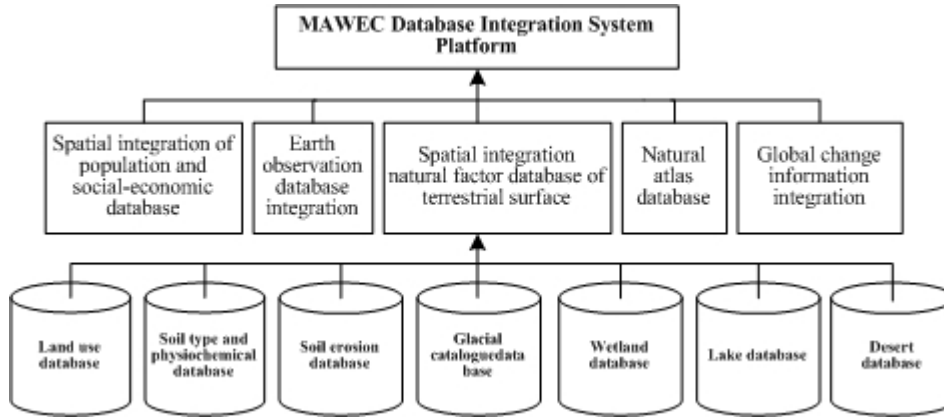 MAWEC Database Integration System
Platform
Spatial integration of
population and
social-economic
database
Earth
observation
database
integration
Spatial integration
natural factor database of
terrestrial surface
Natural
atlas
database
Global change
information
integration
Land use
database
Soil type and
physiochemical
database
Soil erosion
database
Glacial
cataloguedata
base
Wetland
database
Lake database
Desert
database